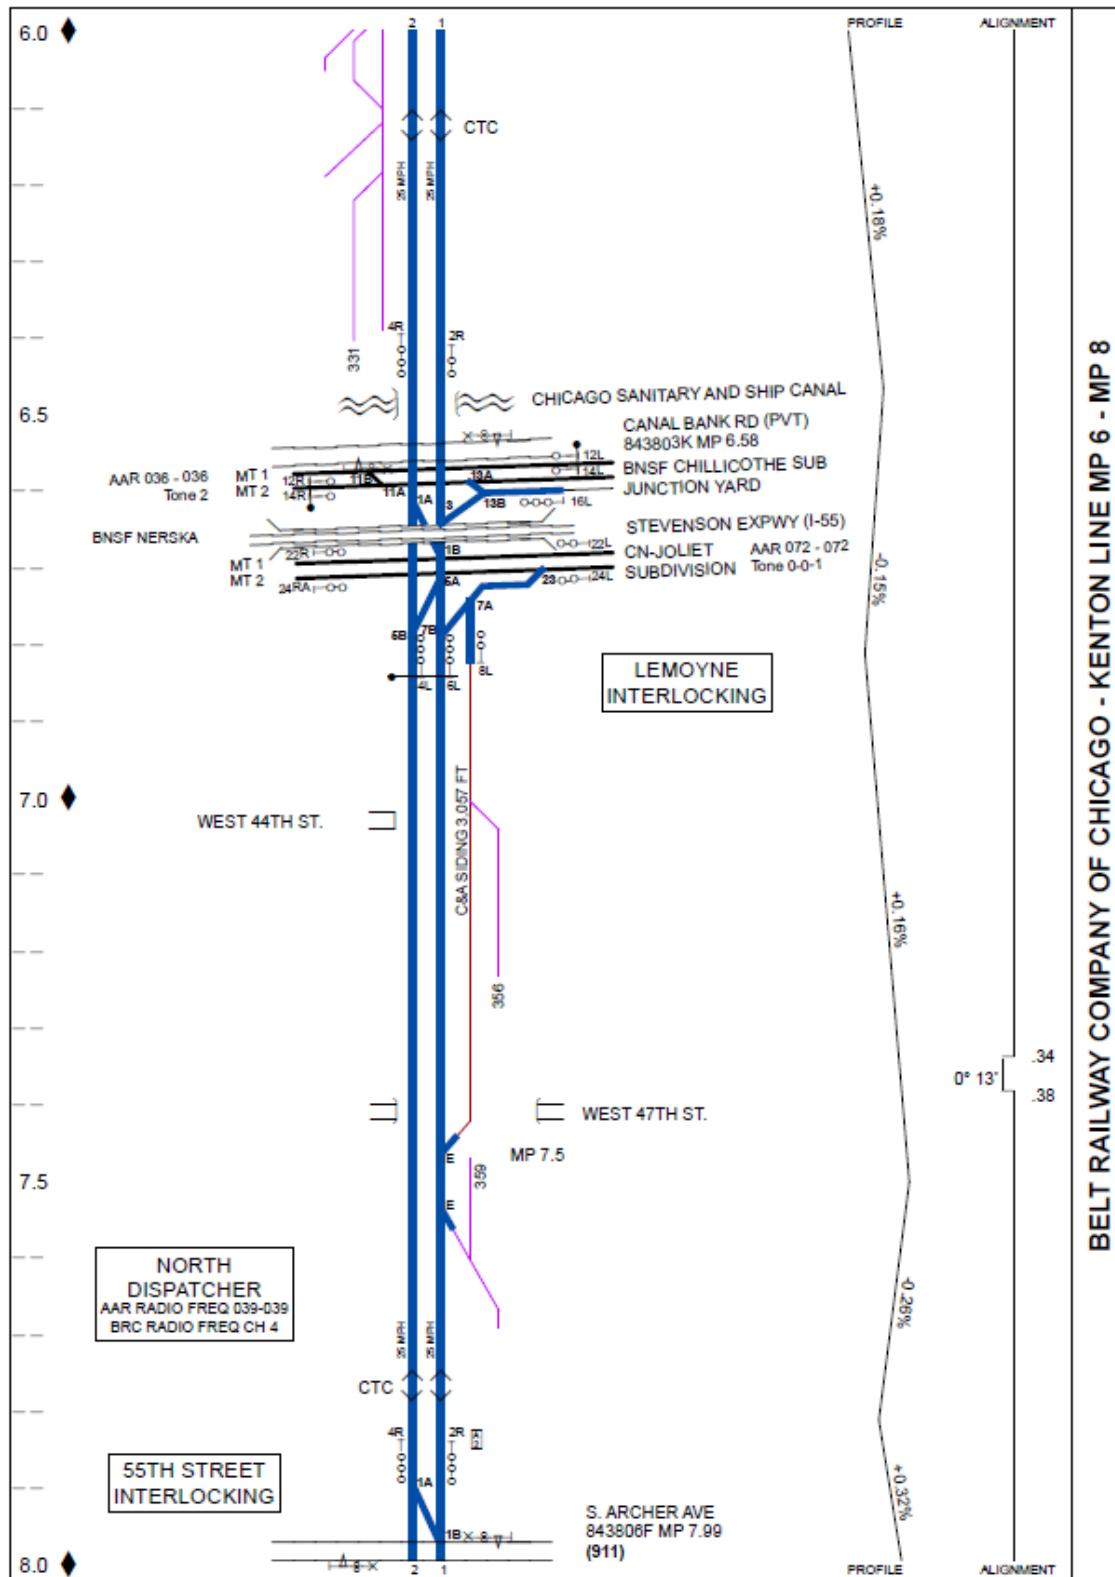 2 1 PROFILE ALIGNMENT
6.0
CTC
25 MPH 25 MPH
+0.18%
4R 2R
331
CHICAGO SANITARY AND SHIP CANAL
6.5
CANAL BANK RD (PVT)
843803K MP 6.58
12L
AAR 036 - 036
Tone 2
MT 1
MT 2
12R
14R
11B
11A
1A
13A
3
13B
14L
16L
BNSF CHILLICOTHE SUB
JUNCTION YARD
STEVENSON EXPWY (I-55)
BNSF NERSKA
22R
22L
MT 1
MT 2
24RA
1B
5A
23
24L
CN-JOLIET
SUBDIVISION
AAR 072 - 072
Tone 0-0-1
-0.15%
7A
5B
7B
4L
6L
8L
LEMOYNE
INTERLOCKING
BELT RAILWAY COMPANY OF CHICAGO - KENTON LINE MP 6 - MP 8
7.0
C&A SIDING 3,057 FT
WEST 44TH ST.
+0.16%
356
.34
0° 13'
.38
WEST 47TH ST.
E
MP 7.5
359
7.5
E
NORTH
DISPATCHER
AAR RADIO FREQ 039-039
BRC RADIO FREQ CH 4
-0.26%
25 MPH 25 MPH
CTC
4R 2R
55TH STREET
INTERLOCKING
1A
+0.32%
S. ARCHER AVE
843806F MP 7.99
(911)
1B
8.0
2 1 PROFILE ALIGNMENT